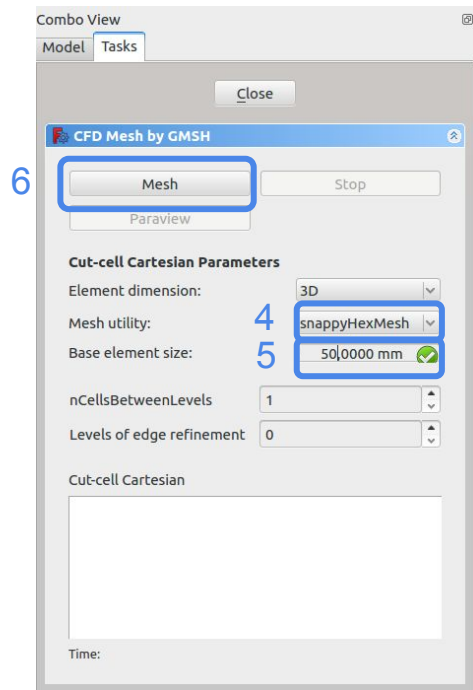 Combo View
Model Tasks
Close
CFD Mesh by GMSH
6
Mesh Stop
Paraview
Cut-cell Cartesian Parameters
Element dimension: 3D
Mesh utility: 4 snappyHexMesh
Base element size: 5 50,0000 mm
nCellsBetweenLevels 1
Levels of edge refinement 0
Cut-cell Cartesian
Time: